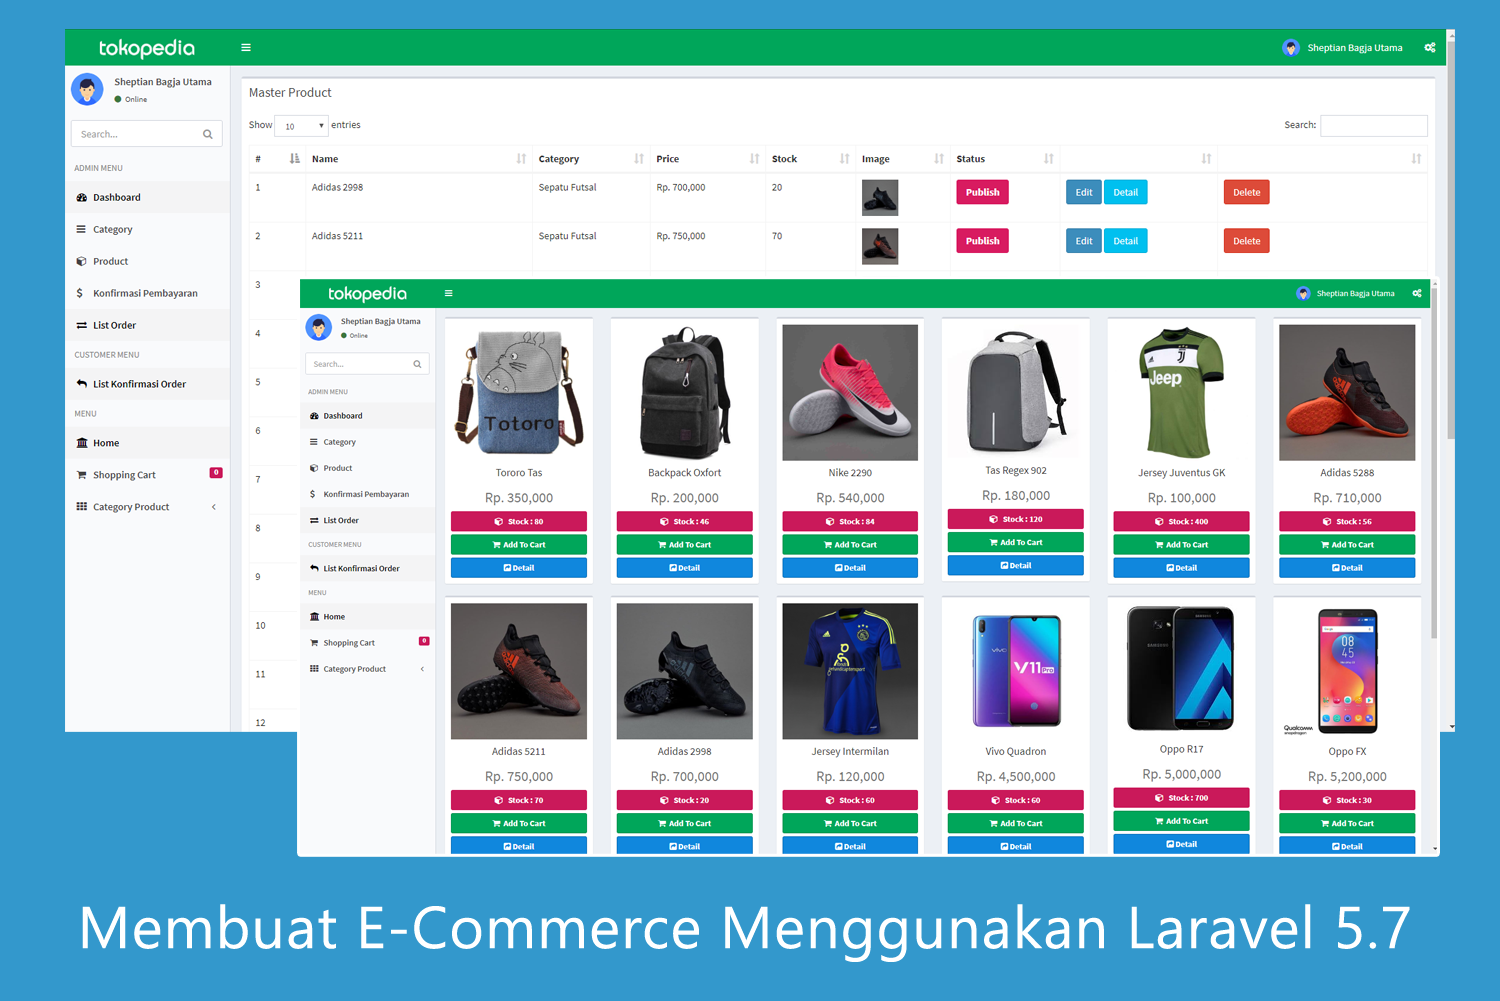 tokopedia
Sheptian Bagja Utama
Sheptian Bagja Utama
Online
Search...
ADMIN MENU
Dashboard
Category
Product
$ Konfirmasi Pembayaran
List Order
CUSTOMER MENU
List Konfirmasi Order
MENU
Home
Shopping Cart 0
Category Product
Master Product
Show 10 entries
Search:
# Name Category Price Stock Image Status
1 Adidas 2998 Sepatu Futsal Rp. 700,000 20 Publish Edit Detail Delete
2 Adidas 5211 Sepatu Futsal Rp. 750,000 70 Publish Edit Detail Delete
3
4
5
6
7
8
9
10
11
12
tokopedia
Sheptian Bagja Utama
Sheptian Bagja Utama
Online
Search...
ADMIN MENU
Dashboard
Category
Product
$ Konfirmasi Pembayaran
List Order
CUSTOMER MENU
List Konfirmasi Order
MENU
Home
Shopping Cart 0
Category Product
Totoro
Jeep
Tororo Tas Backpack Oxfort Nike 2290 Tas Regex 902 Jersey Juventus GK Adidas 5288
Rp. 350,000 Rp. 200,000 Rp. 540,000 Rp. 180,000 Rp. 100,000 Rp. 710,000
Stock : 80 Stock : 46 Stock : 84 Stock : 120 Stock : 400 Stock : 56
Add To Cart Add To Cart Add To Cart Add To Cart Add To Cart Add To Cart
Detail Detail Detail Detail Detail Detail
vivo
V11 Pro
SAMSUNG
SAMSUNG
08
45
Qualcomm
snapdragon
Adidas 5211 Adidas 2998 Jersey Intermilan Vivo Quadron Oppo R17 Oppo FX
Rp. 750,000 Rp. 700,000 Rp. 120,000 Rp. 4,500,000 Rp. 5,000,000 Rp. 5,200,000
Stock : 70 Stock : 20 Stock : 60 Stock : 60 Stock : 700 Stock : 30
Add To Cart Add To Cart Add To Cart Add To Cart Add To Cart Add To Cart
Detail Detail Detail Detail Detail Detail
Membuat E-Commerce Menggunakan Laravel 5.7